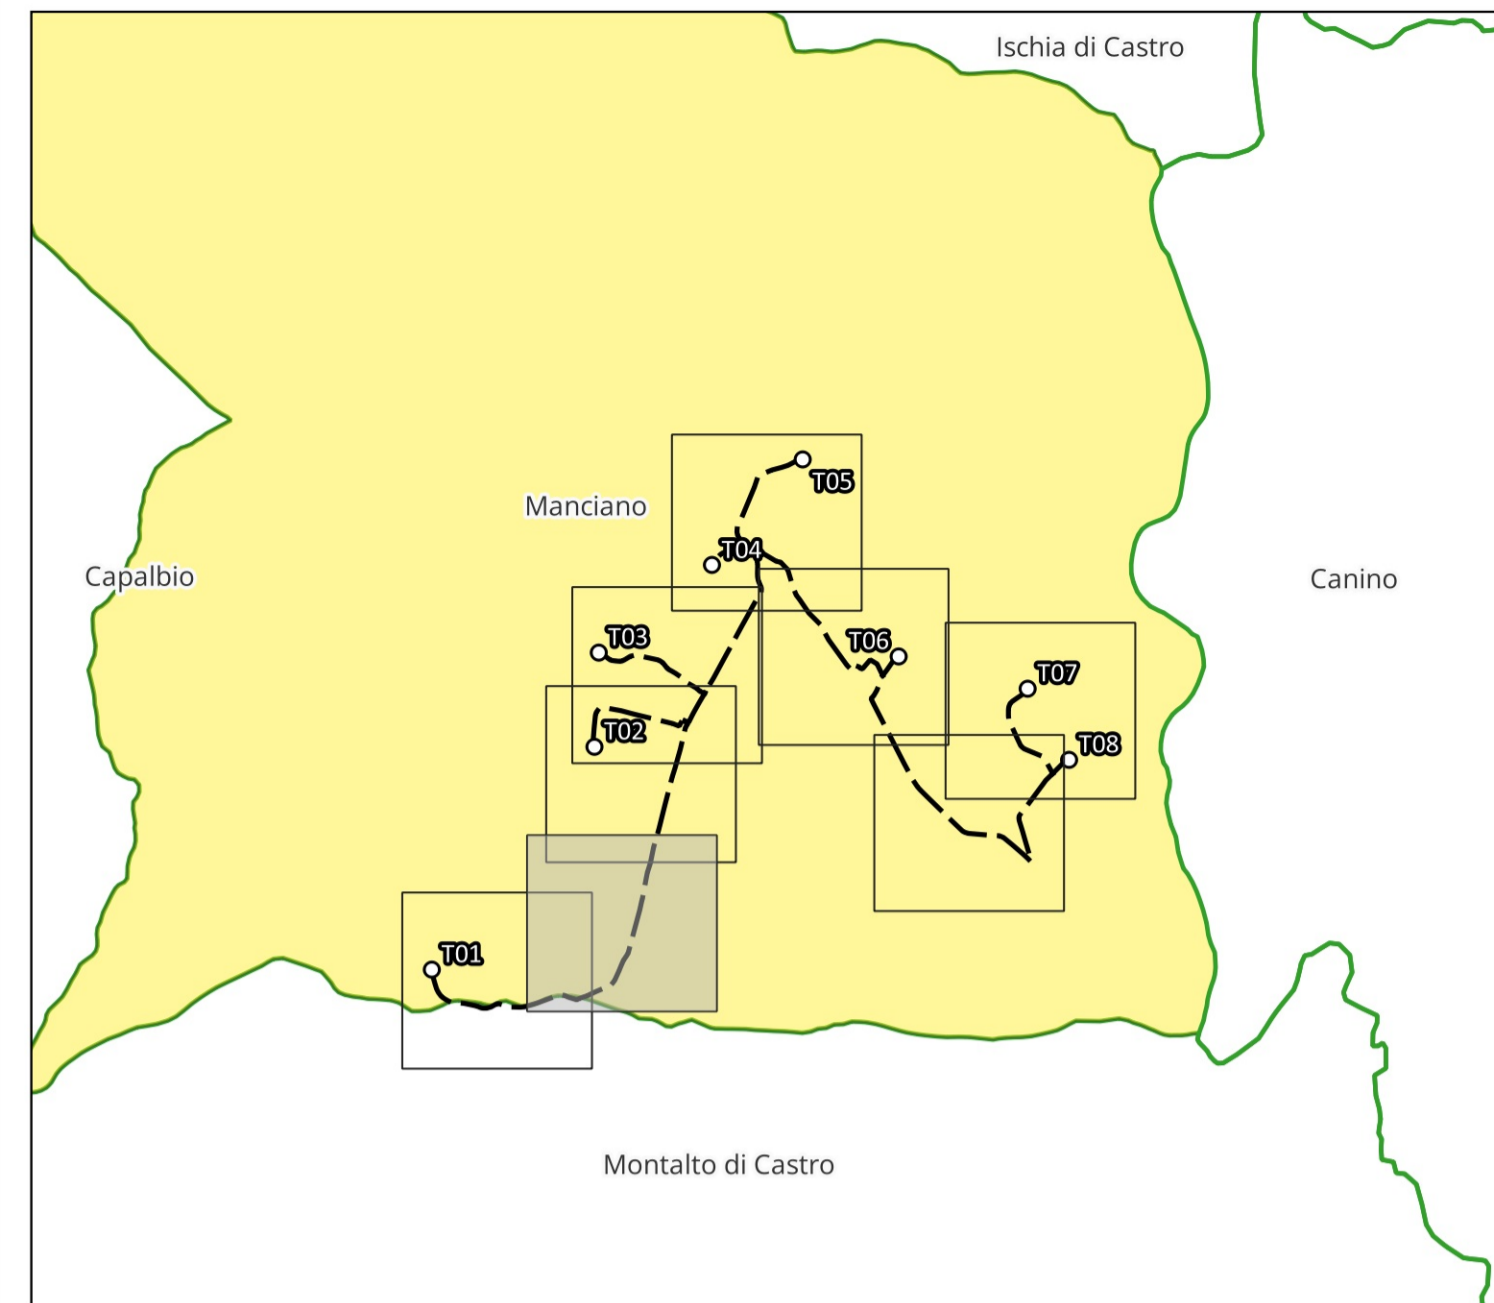 Ischia di Castro
T05
Manciano
T04
Capalbio
Canino
T03
T06
T07
T02
T08
T01
Montalto di Castro